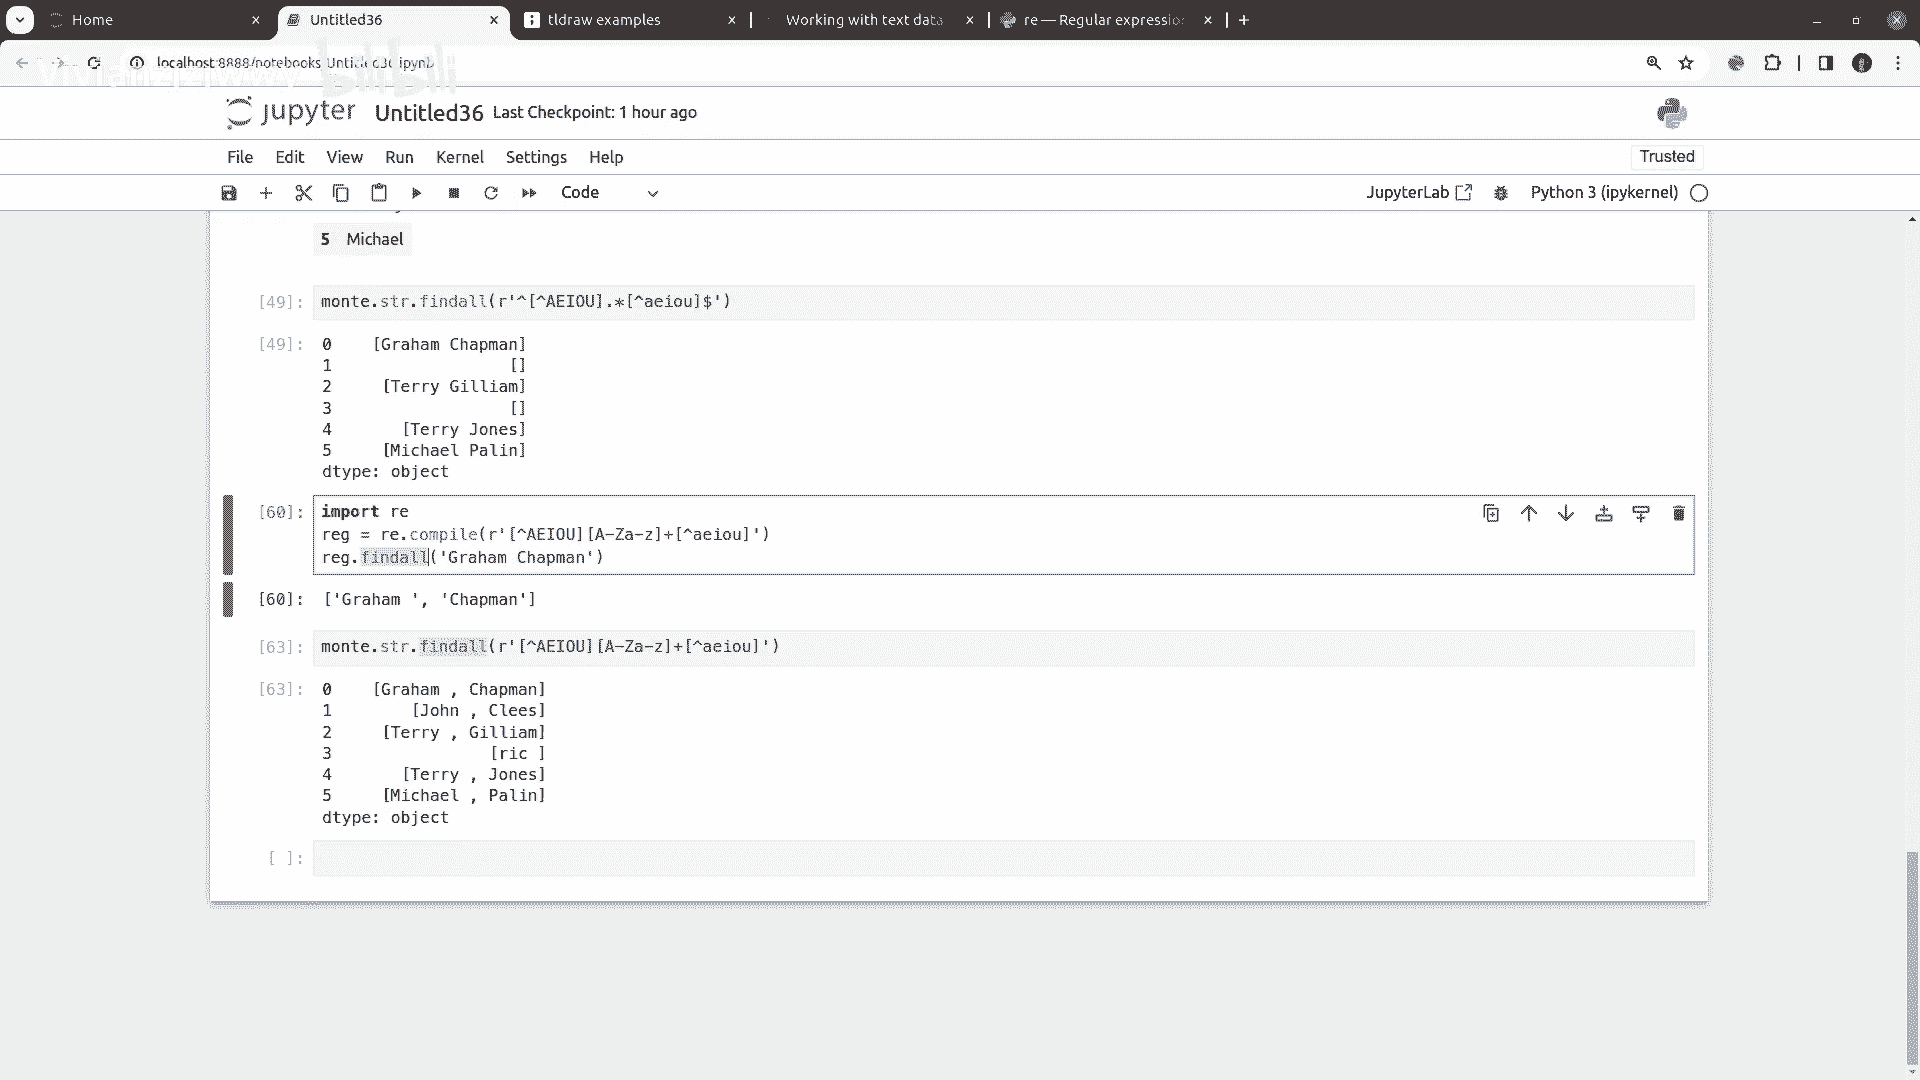 Home
Untitled36
tldraw examples
Working with text data
re — Regular expression
localhost:8888/notebooks/Untitled36.ipynb
jupyter Untitled36 Last Checkpoint: 1 hour ago
File Edit View Run Kernel Settings Help
Trusted
Code
JupyterLab
Python 3 (ipykernel)
5 Michael
[49]: monte.str.findall(r'^[^AEIOU].*[^aeiou]$')
[49]: 0 [Graham Chapman]
1 []
2 [Terry Gilliam]
3 []
4 [Terry Jones]
5 [Michael Palin]
dtype: object
[60]: import re
reg = re.compile(r'[^AEIOU][A-Za-z]+[^aeiou]')
reg.findall('Graham Chapman')
[60]: ['Graham ', 'Chapman']
[63]: monte.str.findall(r'[^AEIOU][A-Za-z]+[^aeiou]')
[63]: 0 [Graham , Chapman]
1 [John , Clees]
2 [Terry , Gilliam]
3 [ric ]
4 [Terry , Jones]
5 [Michael , Palin]
dtype: object
[ ]: